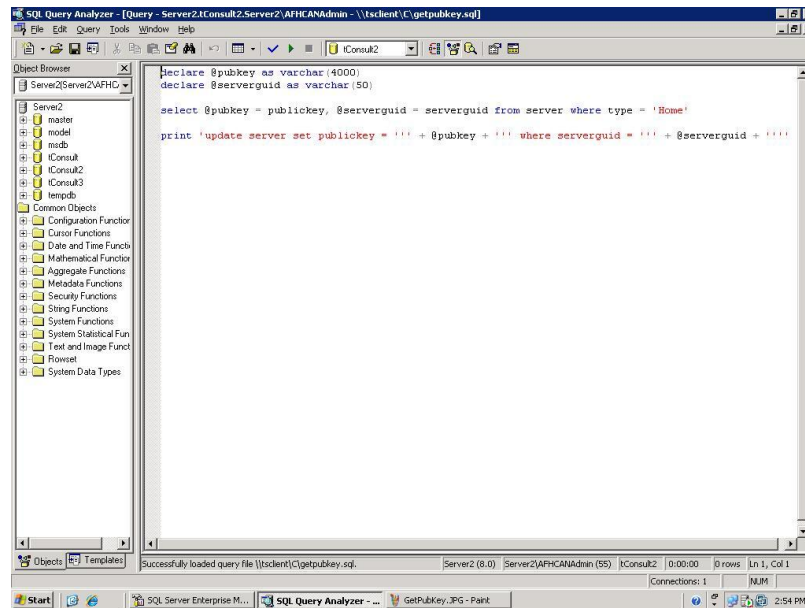 SQL Query Analyzer - [Query - Server2.tConsult2.Server2\AFHCANAdmin - \\tsclient\C\getpubkey.sql]
File Edit Query Tools Window Help
tConsult2
Object Browser
Server2(Server2\AFHC
Server2
master
model
msdb
tConsult
tConsult2
tConsult3
tempdb
Common Objects
Configuration Function
Cursor Functions
Date and Time Functi
Mathematical Function
Aggregate Functions
Metadata Functions
Security Functions
String Functions
System Functions
System Statistical Fun
Text and Image Funct
Rowset
System Data Types
Objects Templates
declare @pubkey as varchar(4000)
declare @serverguid as varchar(50)
select @pubkey = publickey, @serverguid = serverguid from server where type = 'Home'
print 'update server set publickey = ''' + @pubkey + ''' where serverguid = ''' + @serverguid + ''''
Successfully loaded query file \\tsclient\C\getpubkey.sql. Server2 (8.0) Server2\AFHCANAdmin (55) tConsult2 0:00:00 0 rows Ln 1, Col 1
Connections: 1 NUM
Start SQL Server Enterprise M... SQL Query Analyzer - ... GetPubKey.JPG - Paint 2:54 PM